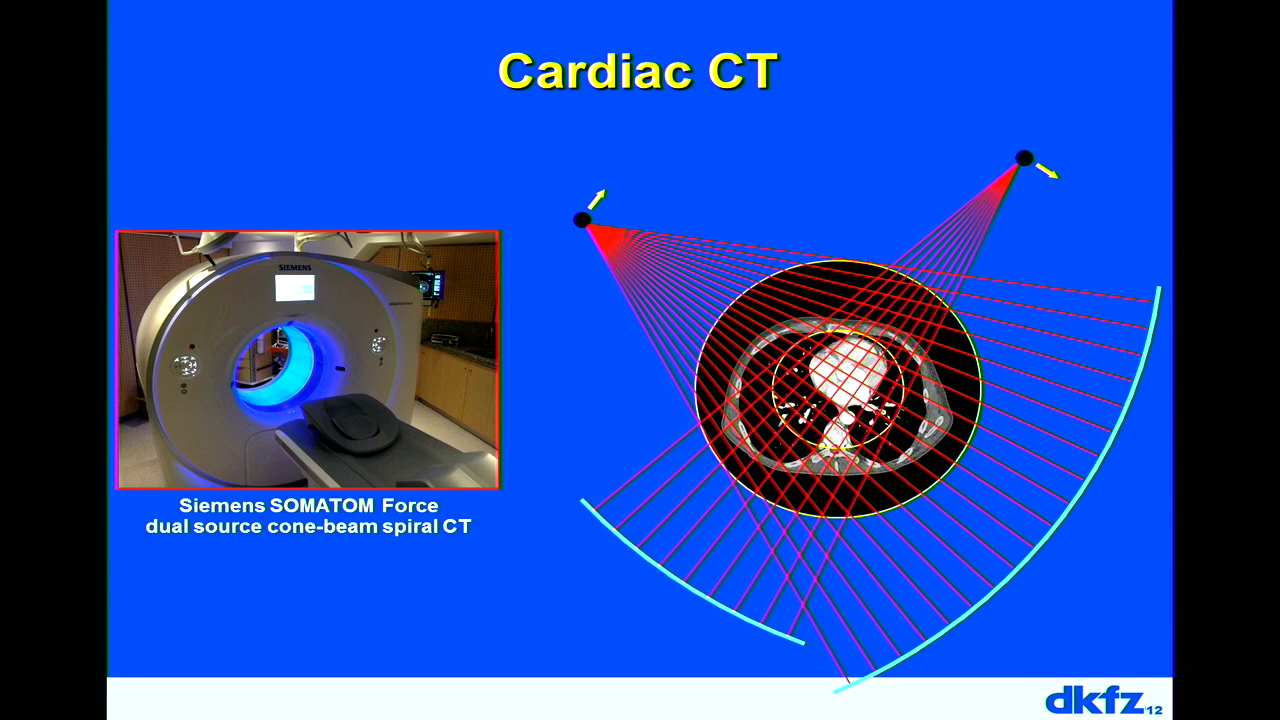 Cardiac CT
SIEMENS
Siemens SOMATOM Force
dual source cone-beam spiral CT
dkfz 12